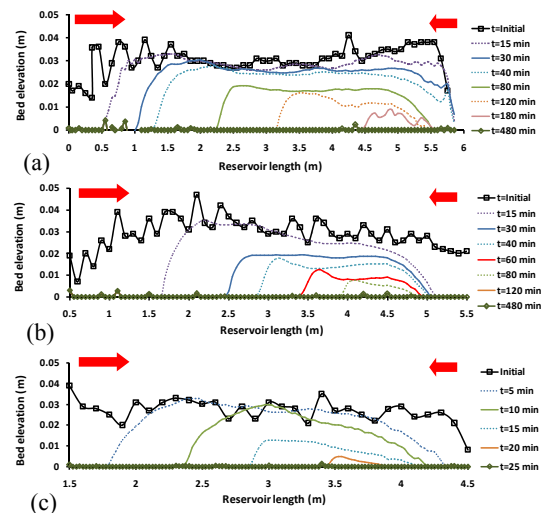 0.05
0.04
0.03
0.02
0.01
0
Bed elevation (m)
0 0.5 1 1.5 2 2.5 3 3.5 4 4.5 5 5.5 6
Reservoir length (m)
t=Initial
t=15 min
t=30 min
t=40 min
t=80 min
t=120 min
t=180 min
t=480 min
(a)
0.05
0.04
0.03
0.02
0.01
0
Bed elevation (m)
0.5 1 1.5 2 2.5 3 3.5 4 4.5 5 5.5
Reservoir length (m)
t=Initial
t=15 min
t=30 min
t=40 min
t=60 min
t=80 min
t=120 min
t=480 min
(b)
0.05
0.04
0.03
0.02
0.01
0
Bed elevation (m)
1.5 2 2.5 3 3.5 4 4.5
Reservoir length (m)
Initial
t=5 min
t=10 min
t=15 min
t=20 min
t=25 min
(c)